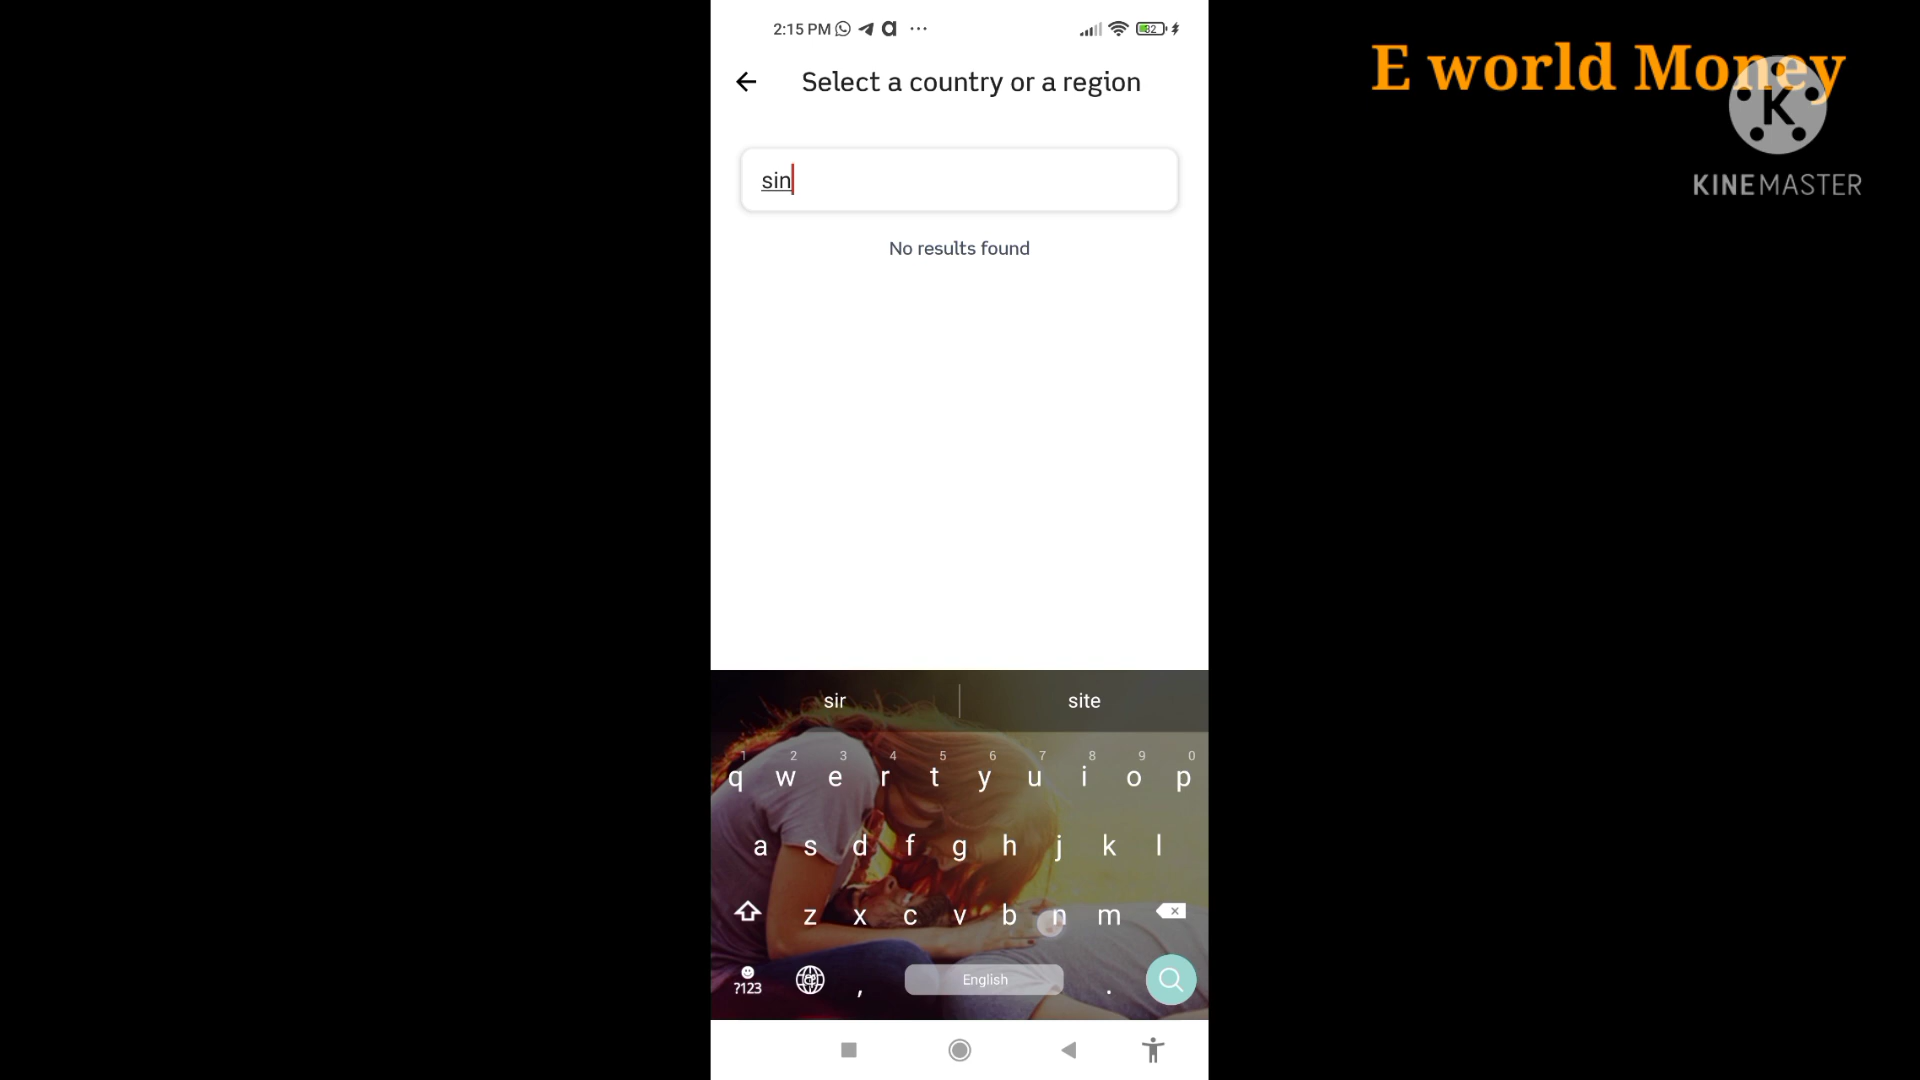 2:15 PM
82
E world Money
Select a country or a region
K
KINEMASTER
sin
No results found
sir
site
1 2 3 4 5 6 7 8 9 0
q w e r t y u i o p
a s d f g h j k l
z x c v b n m
?123
,
English
.